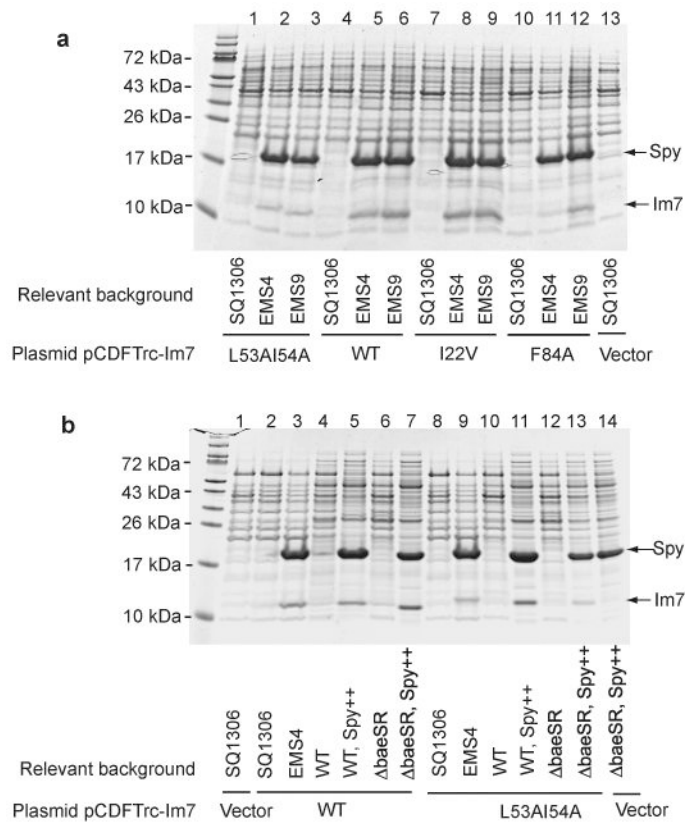 a
1 2 3 4 5 6 7 8 9 10 11 12 13
72 kDa
43 kDa
26 kDa
17 kDa
10 kDa
Spy
Im7
Relevant background
SQ1306 EMS4 EMS9 SQ1306 EMS4 EMS9 SQ1306 EMS4 EMS9 SQ1306 EMS4 EMS9 SQ1306
Plasmid pCDFTrc-Im7 L53AI54A WT I22V F84A Vector
b
1 2 3 4 5 6 7 8 9 10 11 12 13 14
72 kDa
43 kDa
26 kDa
17 kDa
10 kDa
Spy
Im7
Relevant background
SQ1306 SQ1306 EMS4 WT WT, Spy++ ΔbaeSR ΔbaeSR, Spy++ SQ1306 EMS4 WT WT, Spy++ ΔbaeSR ΔbaeSR, Spy++ ΔbaeSR, Spy++
Plasmid pCDFTrc-Im7 Vector WT L53AI54A Vector